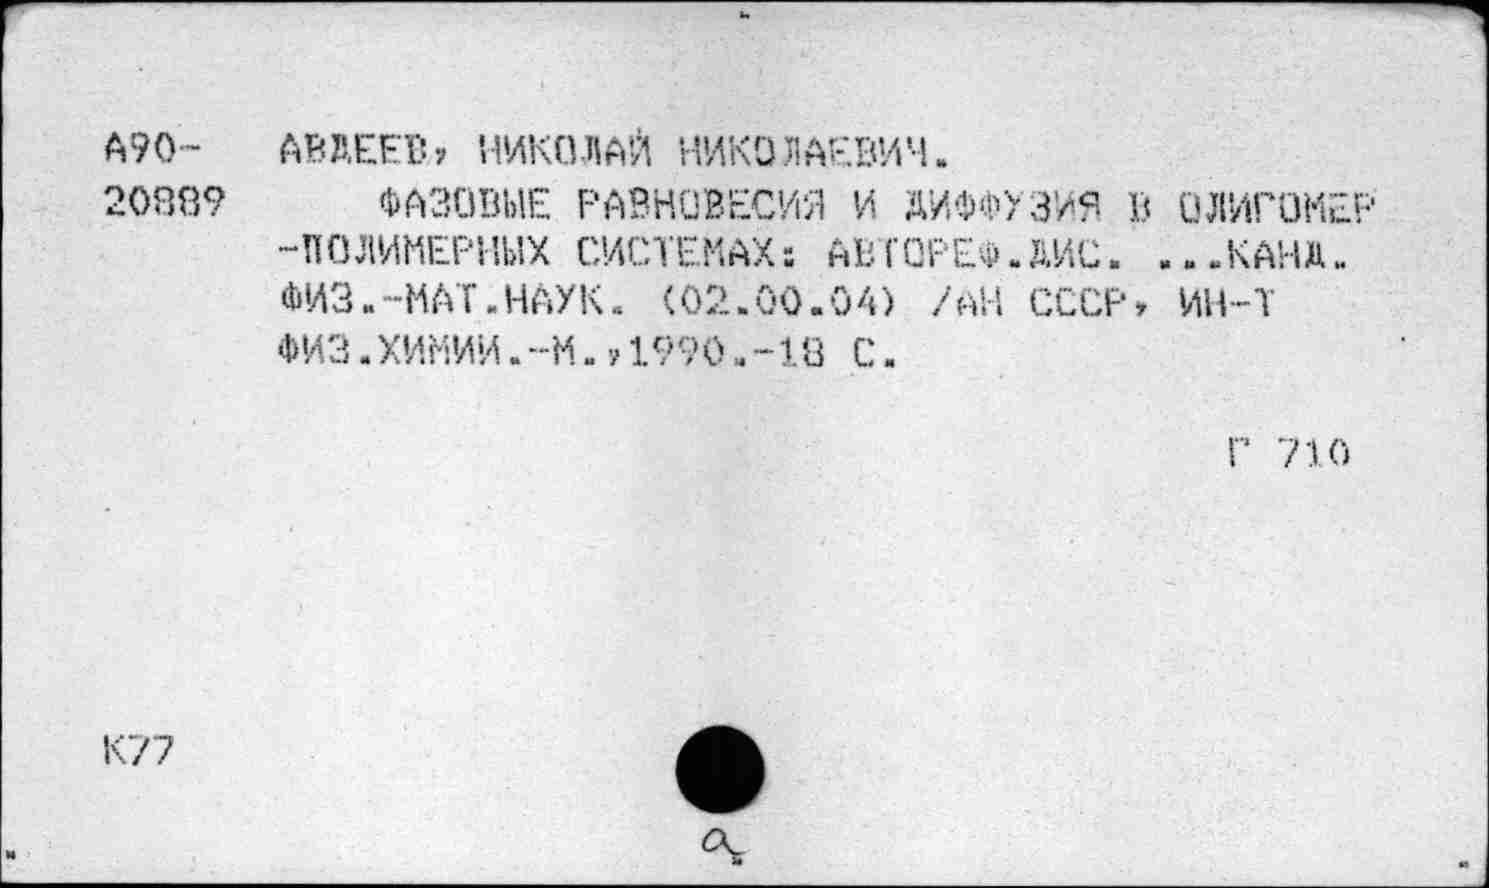 А90- АВДЕЕВ, НИКОЛАЙ НИКОЛАЕВИЧ.
20889 ФАЗОВЫЕ РАВНОВЕСИЯ И ДИФФУЗИЯ В ОЛИГОМЕР
-ПОЛИМЕРНЫХ СИСТЕМАХ: АВТОРЕФ.ДИС. ...КАНД.
ФИЗ.-МАТ.НАУК. (02.00.04) /АН СССР, ИН-Т
ФИЗ.ХИМИИ.-М.,1990.-18 С.
Г 710
К77